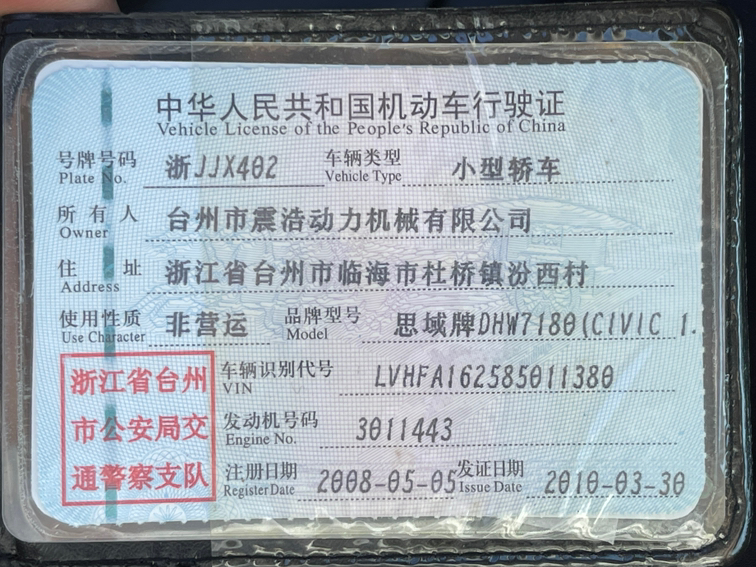 中华人民共和国机动车行驶证
Vehicle License of the People's Republic of China
号牌号码 浙JJX402 车辆类型 小型轿车
Plate No. Vehicle Type
所有人 台州市震浩动力机械有限公司
Owner
住址 浙江省台州市临海市杜桥镇汾西村
Address
使用性质 非营运 品牌型号 思域牌DHW7180(CIVIC 1.
Use Character Model
浙江省台州
市公安局交
通警察支队
车辆识别代号 LVHFA162585011380
VIN
发动机号码 3011443
Engine No.
注册日期 2008-05-05 发证日期 2010-03-30
Register Date Issue Date